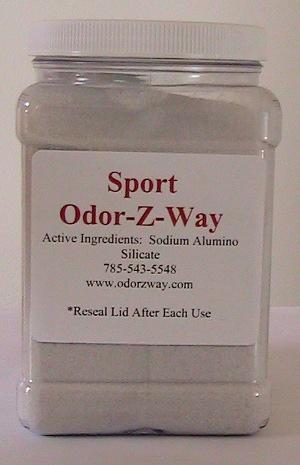 Sport
Odor-Z-Way
Active Ingredients: Sodium Alumino
Silicate
785-543-5548
www.odorzway.com
*Reseal Lid After Each Use